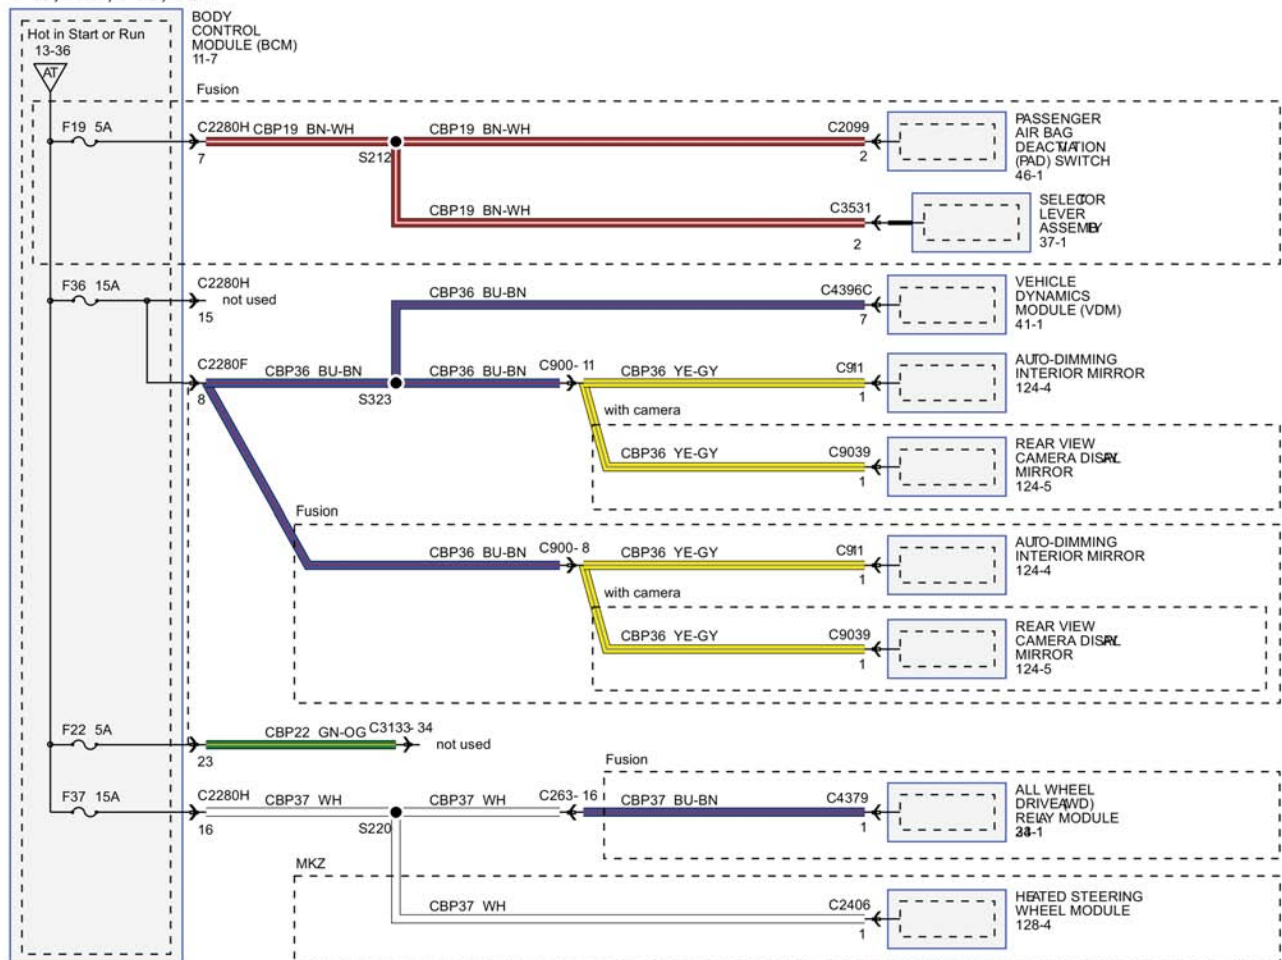 BODY
CONTROL
MODULE (BCM)
11-7
Hot in Start or Run
13-36
AT
Fusion
F19 5A
C2280H
7
CBP19 BN-WH
S212
CBP19 BN-WH
C2099
2
PASSENGER
AIR BAG
DEACTIVATION
(PAD) SWITCH
46-1
CBP19 BN-WH
C3531
2
SELECTOR
LEVER
ASSEMBLY
37-1
F36 15A
C2280H
not used
15
CBP36 BU-BN
C4396C
7
VEHICLE
DYNAMICS
MODULE (VDM)
41-1
C2280F
8
CBP36 BU-BN
S323
CBP36 BU-BN
C900- 11
CBP36 YE-GY
C911
1
AUTO-DIMMING
INTERIOR MIRROR
124-4
with camera
CBP36 YE-GY
C9039
1
REAR VIEW
CAMERA DISPLAY
MIRROR
124-5
Fusion
CBP36 BU-BN
C900- 8
CBP36 YE-GY
C911
1
AUTO-DIMMING
INTERIOR MIRROR
124-4
with camera
CBP36 YE-GY
C9039
1
REAR VIEW
CAMERA DISPLAY
MIRROR
124-5
F22 5A
23
CBP22 GN-OG
C3133- 34
not used
Fusion
F37 15A
C2280H
16
CBP37 WH
S220
CBP37 WH
C263- 16
CBP37 BU-BN
C4379
1
ALL WHEEL
DRIVE (AWD)
RELAY MODULE
MKZ
CBP37 WH
C2406
1
HEATED STEERING
WHEEL MODULE
128-4